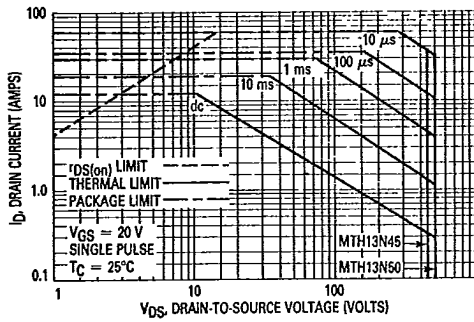 I_D, DRAIN CURRENT (AMPS)
100
10
1.0
0.1
10 μs
100 μs
1 ms
10 ms
dc
rDS(on) LIMIT
THERMAL LIMIT
PACKAGE LIMIT
VGS = 20 V
SINGLE PULSE
TC = 25°C
MTH13N45
MTH13N50
1
10
100
VDS, DRAIN-TO-SOURCE VOLTAGE (VOLTS)